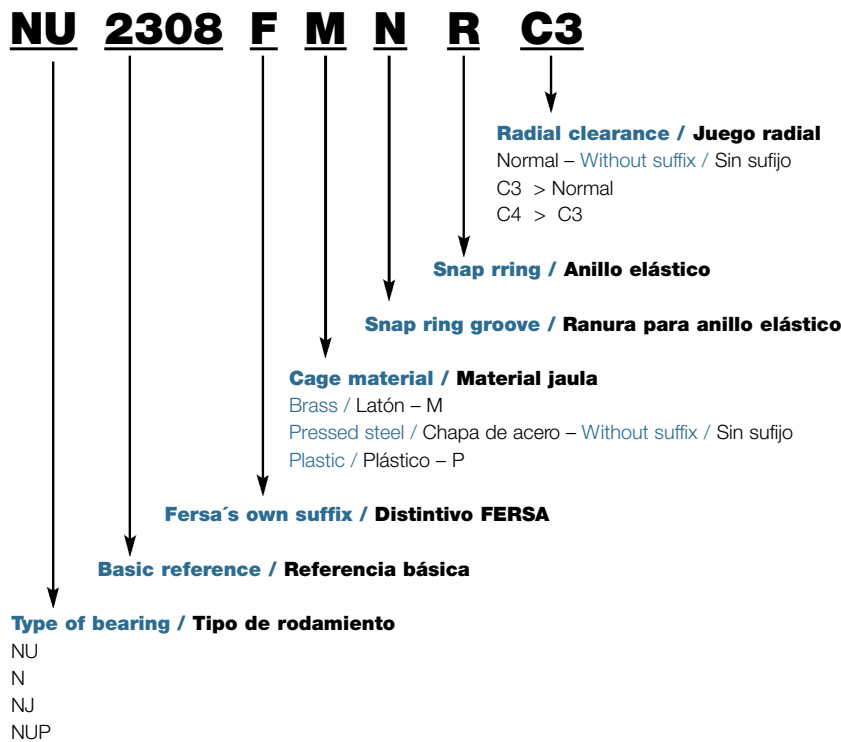 NU 2308 F M N R C3
Radial clearance / Juego radial
Normal – Without suffix / Sin sufijo
C3 > Normal
C4 > C3
Snap rring / Anillo elástico
Snap ring groove / Ranura para anillo elástico
Cage material / Material jaula
Brass / Latón – M
Pressed steel / Chapa de acero – Without suffix / Sin sufijo
Plastic / Plástico – P
Fersa´s own suffix / Distintivo FERSA
Basic reference / Referencia básica
Type of bearing / Tipo de rodamiento
NU
N
NJ
NUP